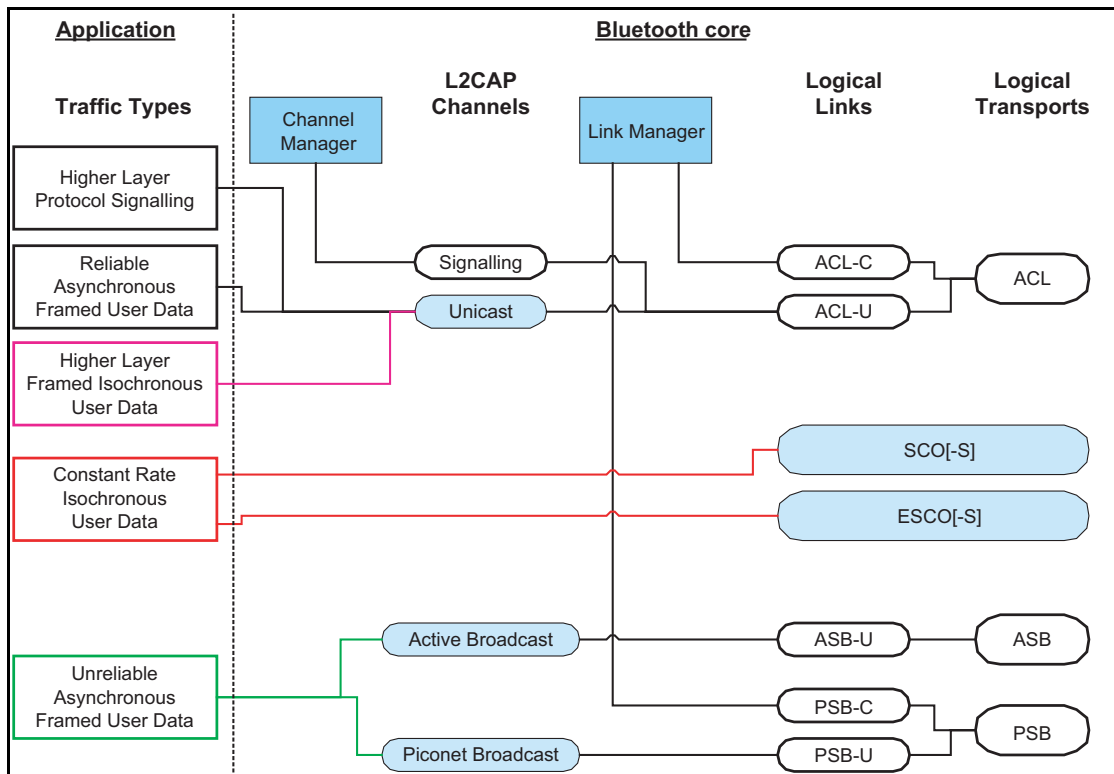 Application
Bluetooth core
Traffic Types
L2CAP
Channels
Logical
Links
Logical
Transports
Channel
Manager
Link Manager
Higher Layer
Protocol Signalling
Reliable
Asynchronous
Framed User Data
Signalling
ACL-C
ACL
Unicast
ACL-U
Higher Layer
Framed Isochronous
User Data
Constant Rate
Isochronous
User Data
SCO[-S]
ESCO[-S]
Unreliable
Asynchronous
Framed User Data
Active Broadcast
ASB-U
ASB
PSB-C
PSB
Piconet Broadcast
PSB-U